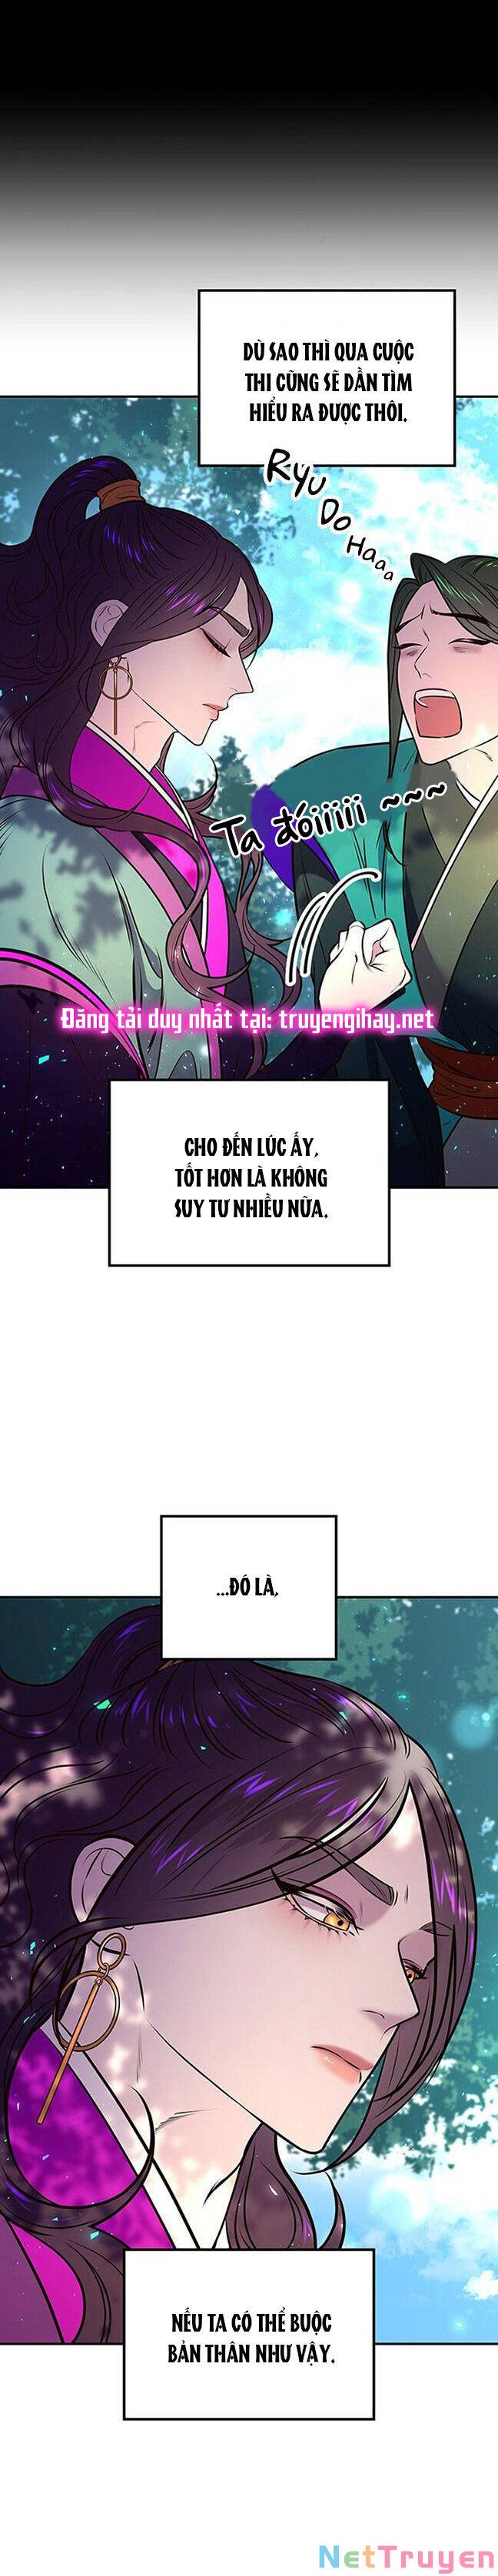 DÙ SAO THÌ QUA CUỘC
THI CŨNG SẼ DẦN TÌM
HIỂU RA ĐƯỢC THÔI.
Ryu
Do
Haaa
Ta đóiiiiii ~~~
Đăng tải duy nhất tại: truyengihay.net
CHO ĐẾN LÚC ẤY,
TỐT HƠN LÀ KHÔNG
SUY TƯ NHIỀU NỮA.
...ĐÓ LÀ,
NẾU TA CÓ THỂ BUỘC
BẢN THÂN NHƯ VẬY.
NetTruyen